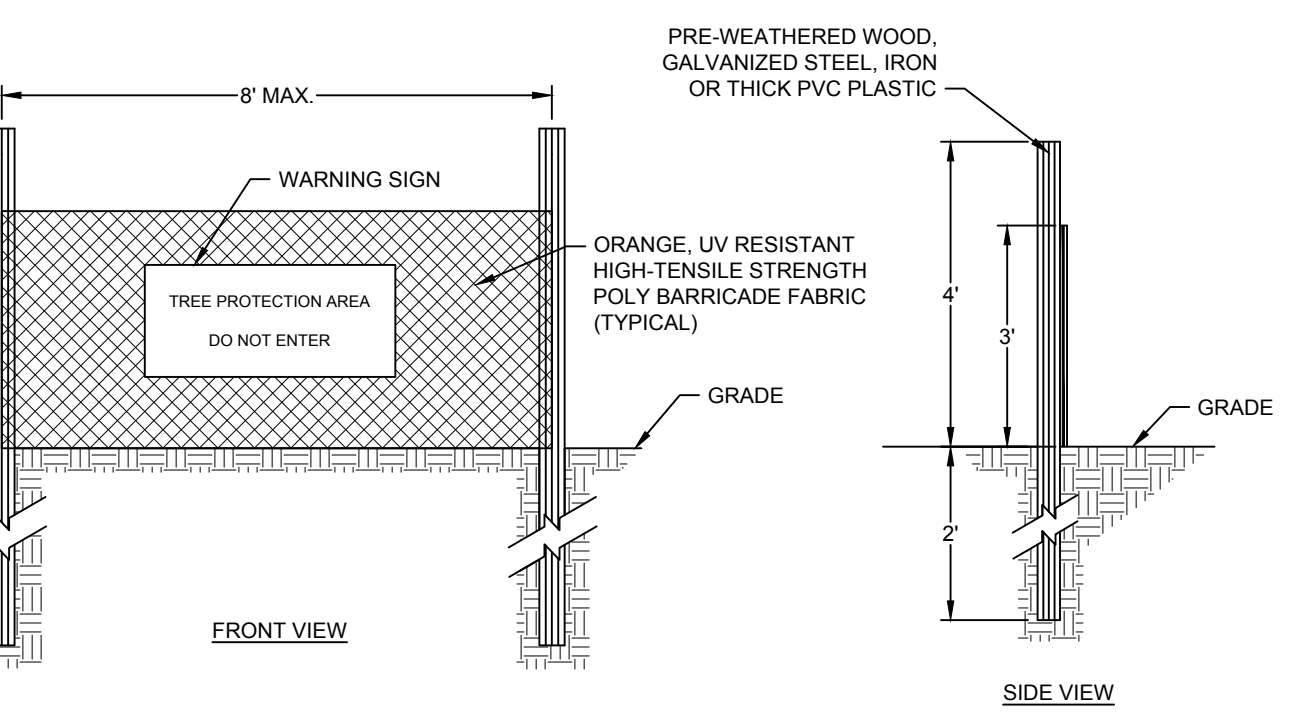 PRE-WEATHERED WOOD,
GALVANIZED STEEL, IRON
OR THICK PVC PLASTIC
8' MAX.
WARNING SIGN
ORANGE, UV RESISTANT
HIGH-TENSILE STRENGTH
POLY BARRICADE FABRIC
(TYPICAL)
TREE PROTECTION AREA
DO NOT ENTER
GRADE
FRONT VIEW
4'
3'
GRADE
2'
SIDE VIEW